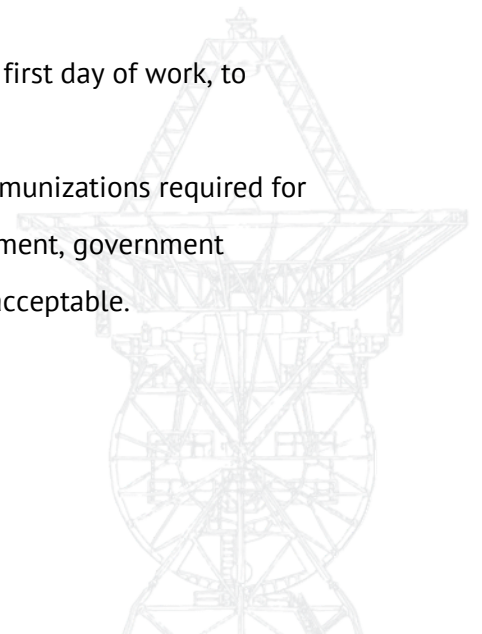 first day of work, to
munizations required for
ment, government
acceptable.